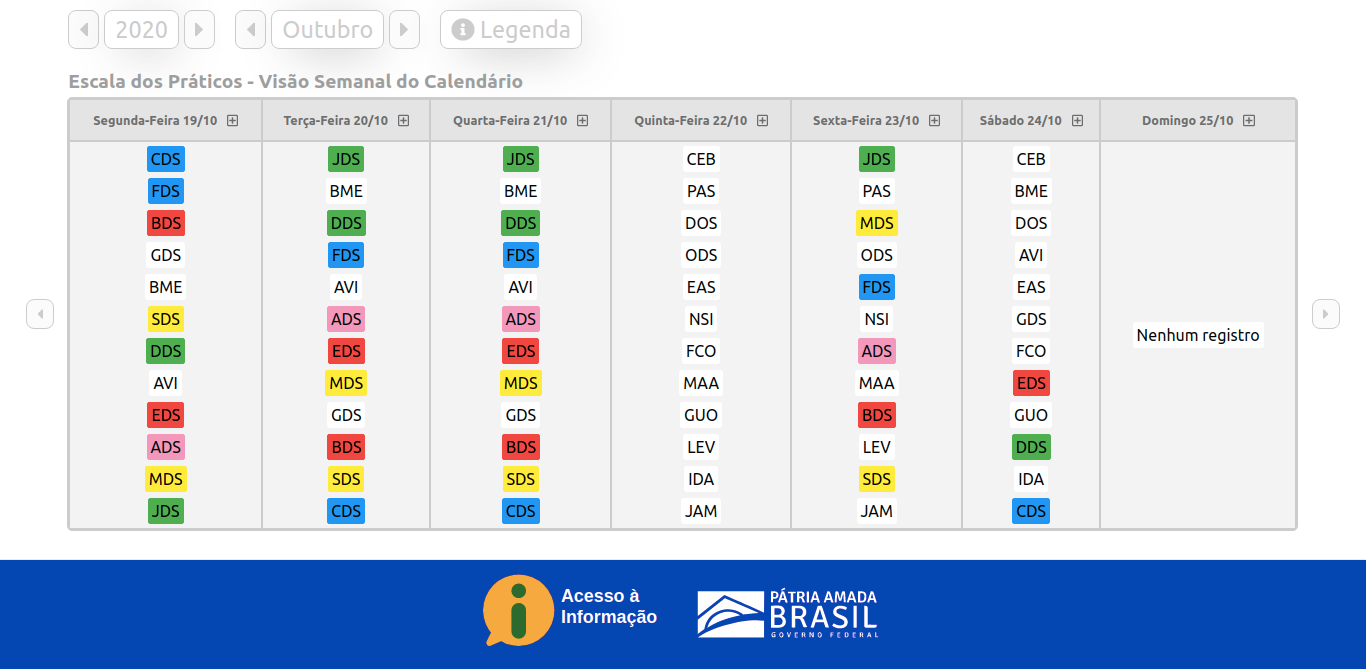 2020 Outubro Legenda
Escala dos Práticos - Visão Semanal do Calendário
Segunda-Feira 19/10 Terça-Feira 20/10 Quarta-Feira 21/10 Quinta-Feira 22/10 Sexta-Feira 23/10 Sábado 24/10 Domingo 25/10
CDS JDS JDS CEB JDS CEB
FDS BME BME PAS PAS BME
BDS DDS DDS DOS MDS DOS
GDS FDS FDS ODS ODS AVI
BME AVI AVI EAS FDS EAS
SDS ADS ADS NSI NSI GDS
Nenhum registro
DDS EDS EDS FCO ADS FCO
AVI MDS MDS MAA MAA EDS
EDS GDS GDS GUO BDS GUO
ADS BDS BDS LEV LEV DDS
MDS SDS SDS IDA SDS IDA
JDS CDS CDS JAM JAM CDS
Acesso à
Informação
PÁTRIA AMADA
BRASIL
GOVERNO FEDERAL